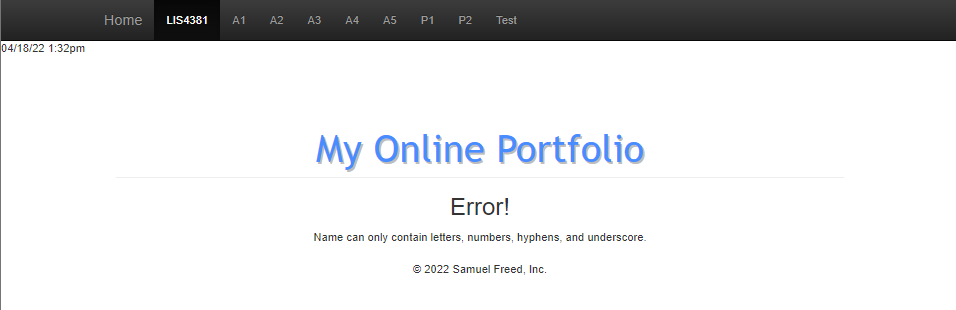 Home LIS4381 A1 A2 A3 A4 A5 P1 P2 Test
04/18/22 1:32pm
My Online Portfolio
Error!
Name can only contain letters, numbers, hyphens, and underscore.
© 2022 Samuel Freed, Inc.